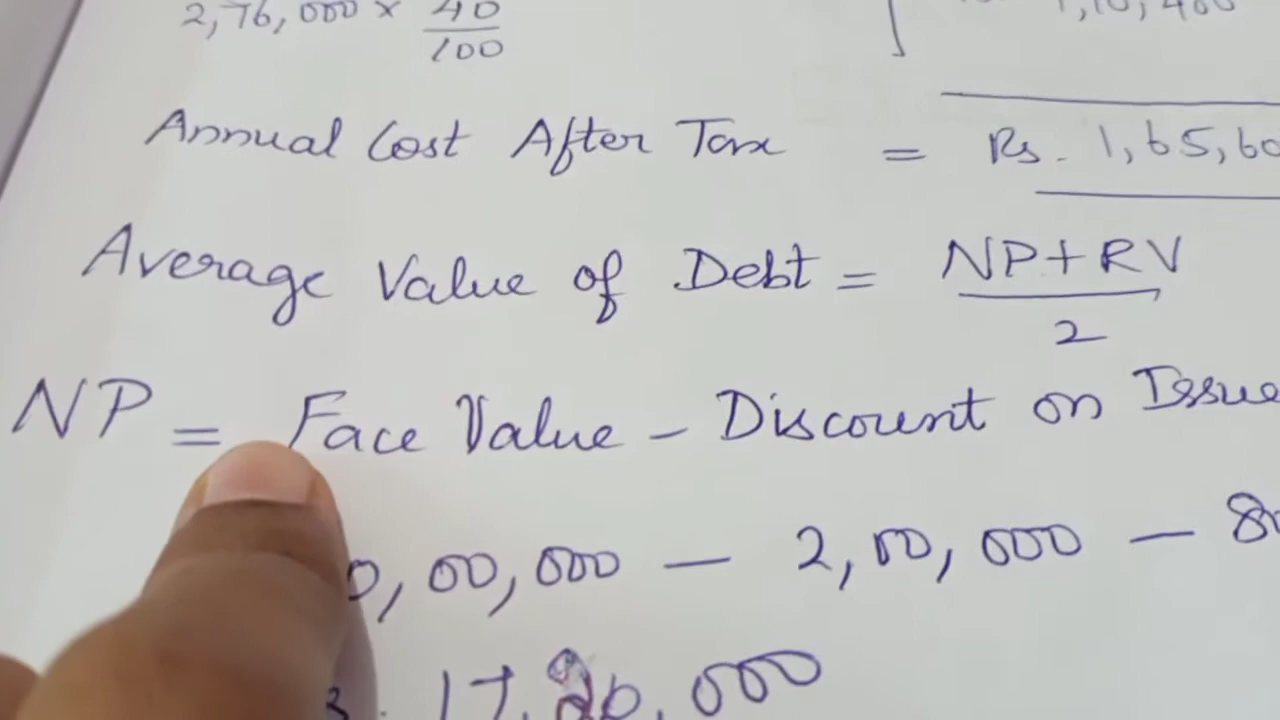 2,76,000 × 40/100
Annual Cost After Tax = Rs. 1,65,60
Average Value of Debt = NP+RV
2
NP = Face Value - Discount on Issue
0,00,000 - 2,00,000 -
17,20,000